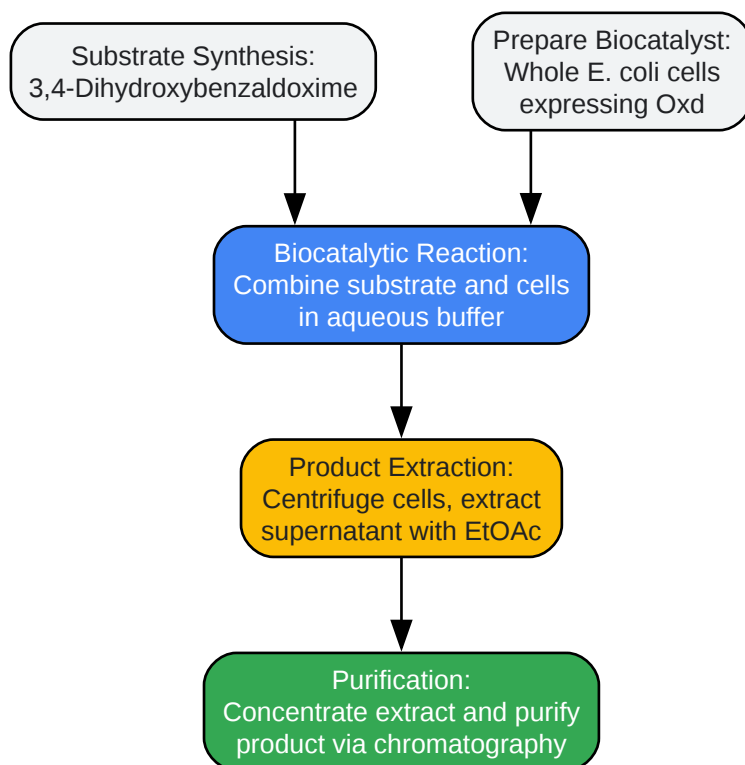 Substrate Synthesis:
3,4-Dihydroxybenzaldoxime
Prepare Biocatalyst:
Whole E. coli cells
expressing Oxd
Biocatalytic Reaction:
Combine substrate and cells
in aqueous buffer
Product Extraction:
Centrifuge cells, extract
supernatant with EtOAc
Purification:
Concentrate extract and purify
product via chromatography